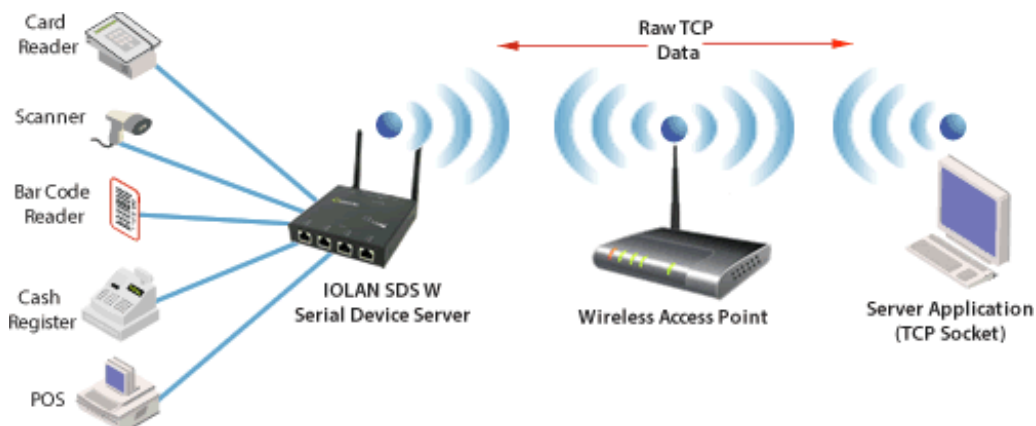 Card
Reader
Scanner
Bar Code
Reader
Cash
Register
POS
IOLAN SDS W
Serial Device Server
Raw TCP
Data
Wireless Access Point
Server Application
(TCP Socket)